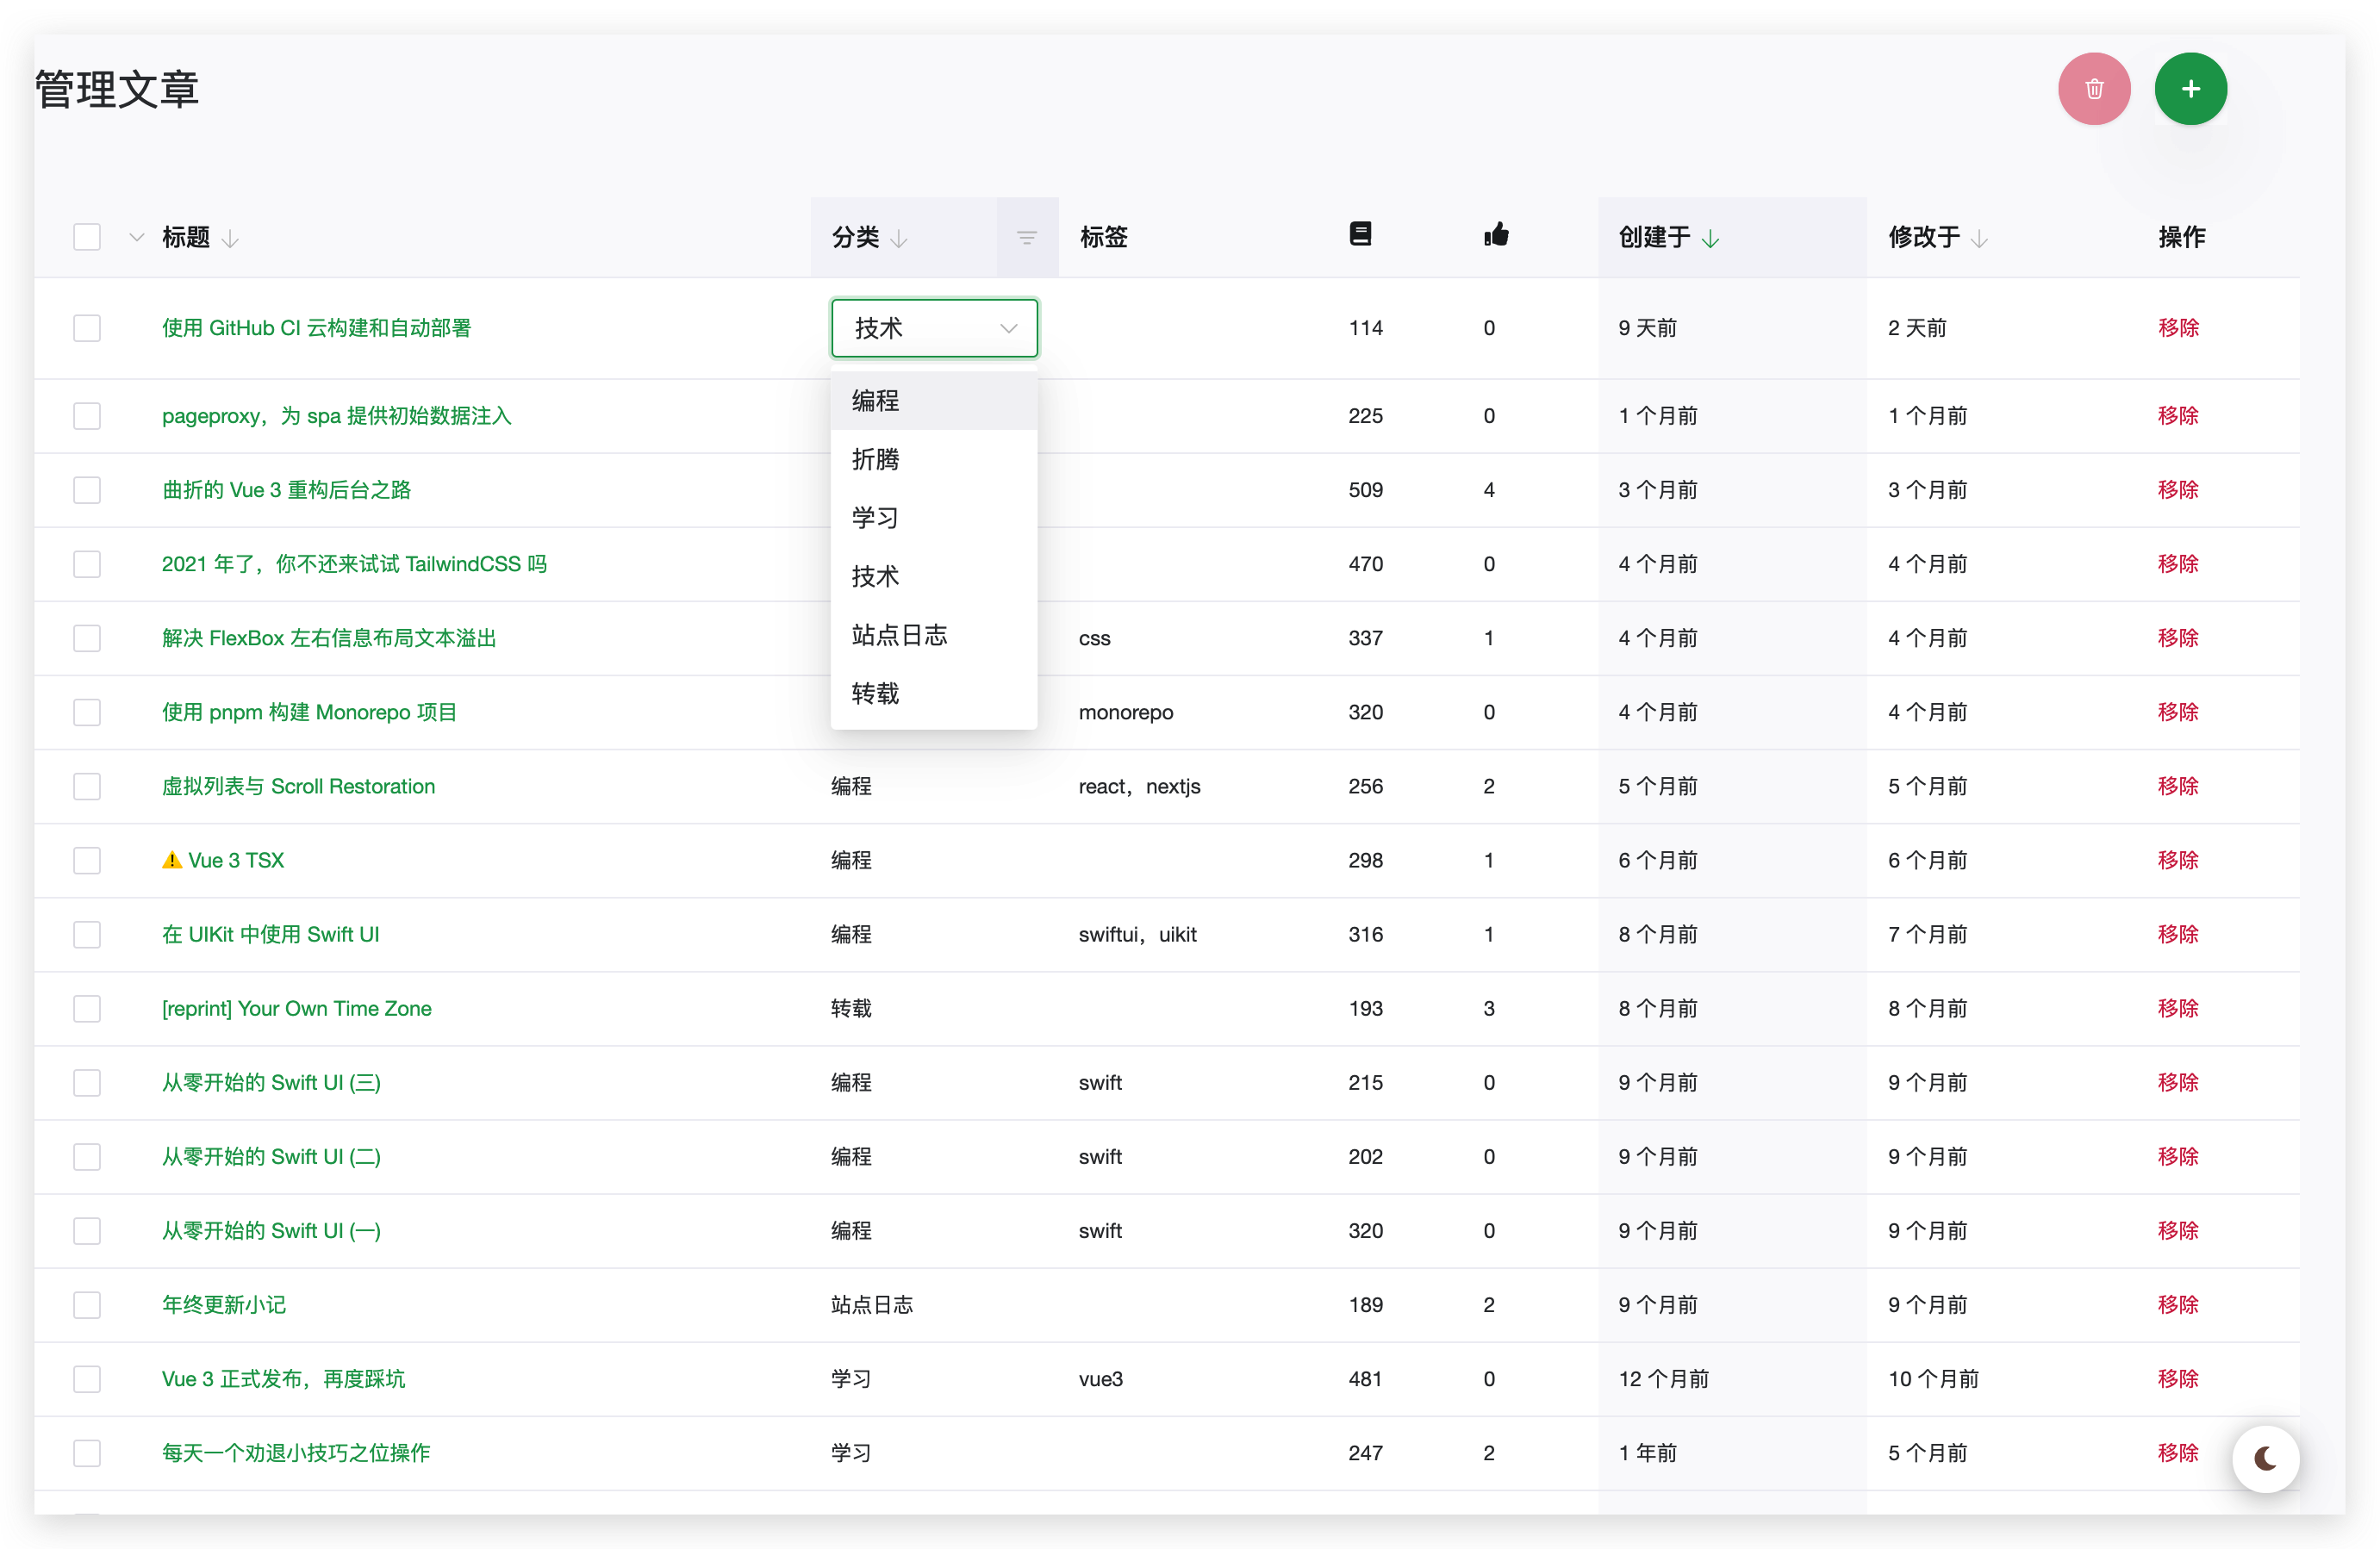 管理文章
标题 分类 标签 创建于 修改于 操作
使用 GitHub CI 云构建和自动部署 技术 114 0 9 天前 2 天前 移除
编程
pageproxy，为 spa 提供初始数据注入 225 0 1 个月前 1 个月前 移除
折腾
曲折的 Vue 3 重构后台之路 509 4 3 个月前 3 个月前 移除
学习
2021 年了，你不还来试试 TailwindCSS 吗 470 0 4 个月前 4 个月前 移除
技术
解决 FlexBox 左右信息布局文本溢出 css 337 1 4 个月前 4 个月前 移除
站点日志
使用 pnpm 构建 Monorepo 项目 monorepo 320 0 4 个月前 4 个月前 移除
转载
虚拟列表与 Scroll Restoration 编程 react，nextjs 256 2 5 个月前 5 个月前 移除
Vue 3 TSX 编程 298 1 6 个月前 6 个月前 移除
在 UIKit 中使用 Swift UI 编程 swiftui，uikit 316 1 8 个月前 7 个月前 移除
[reprint] Your Own Time Zone 转载 193 3 8 个月前 8 个月前 移除
从零开始的 Swift UI (三) 编程 swift 215 0 9 个月前 9 个月前 移除
从零开始的 Swift UI (二) 编程 swift 202 0 9 个月前 9 个月前 移除
从零开始的 Swift UI (一) 编程 swift 320 0 9 个月前 9 个月前 移除
年终更新小记 站点日志 189 2 9 个月前 9 个月前 移除
Vue 3 正式发布，再度踩坑 学习 vue3 481 0 12 个月前 10 个月前 移除
每天一个劝退小技巧之位操作 学习 247 2 1 年前 5 个月前 移除